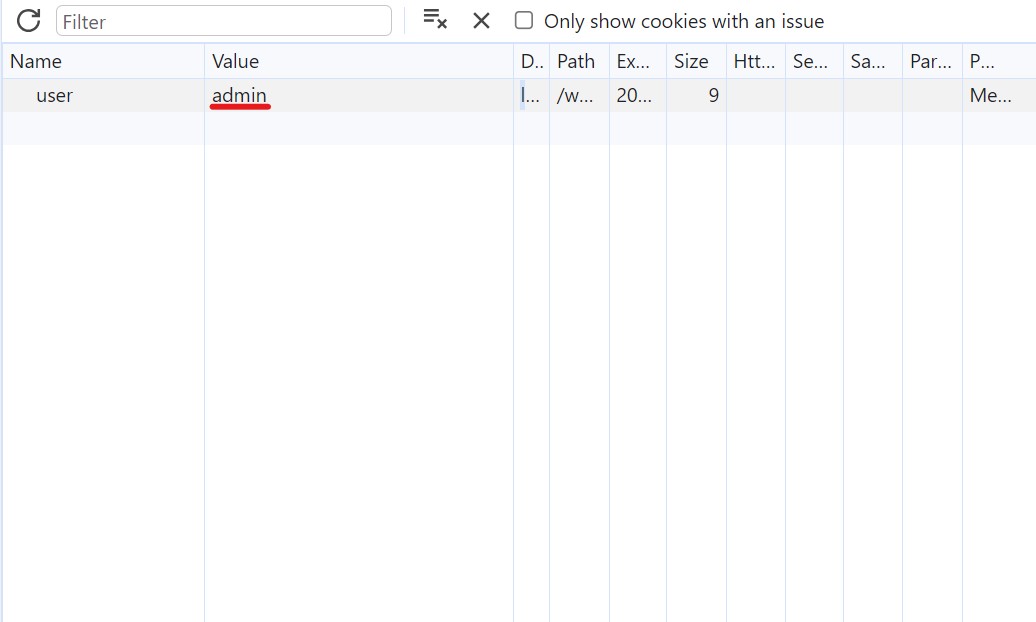 Filter Only show cookies with an issue
Name Value D.. Path Ex... Size Htt... Se... Sa... Par... P...
user admin l... /w... 20... 9 Me...